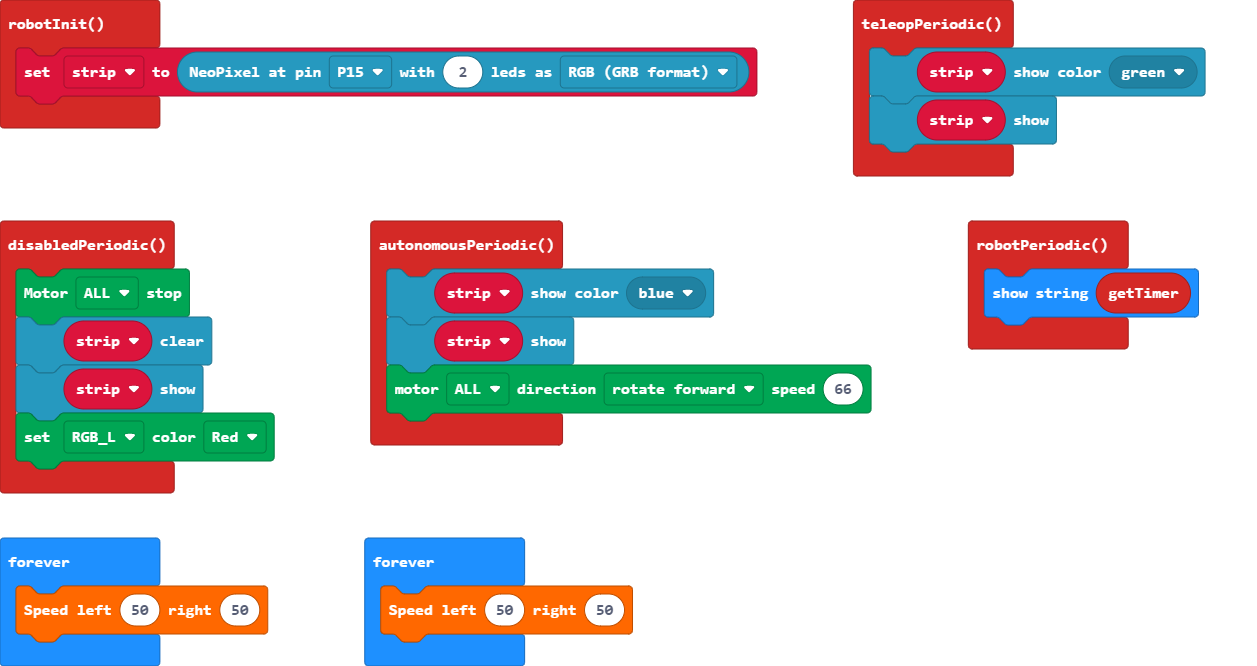 robotInit()
set strip to NeoPixel at pin P15 with 2 leds as RGB (GRB format)
teleopPeriodic()
strip show color green
strip show
disabledPeriodic()
Motor ALL stop
strip clear
strip show
set RGB_L color Red
autonomousPeriodic()
strip show color blue
strip show
motor ALL direction rotate forward speed 66
robotPeriodic()
show string getTimer
forever
Speed left 50 right 50
forever
Speed left 50 right 50